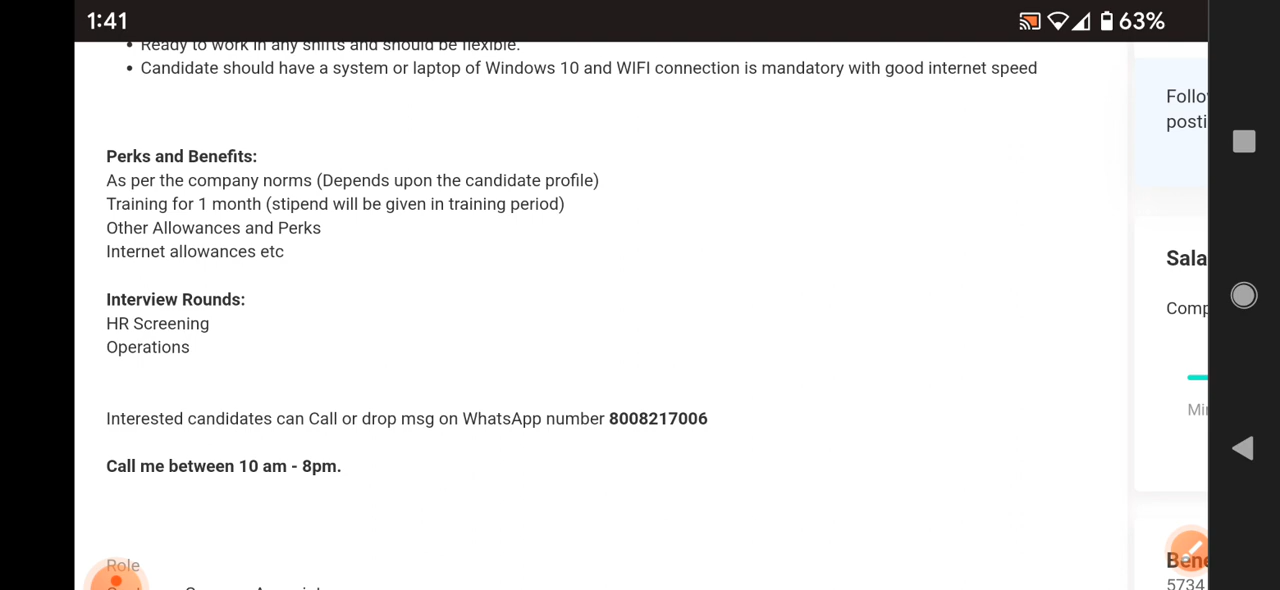 1:41
63%
Ready to work in any shifts and should be flexible.
• Candidate should have a system or laptop of Windows 10 and WIFI connection is mandatory with good internet speed
Perks and Benefits:
As per the company norms (Depends upon the candidate profile)
Training for 1 month (stipend will be given in training period)
Other Allowances and Perks
Internet allowances etc
Interview Rounds:
HR Screening
Operations
Interested candidates can Call or drop msg on WhatsApp number 8008217006
Call me between 10 am - 8pm.
Role
Follo
posti
Sala
Comp
Mi
Bene
5734